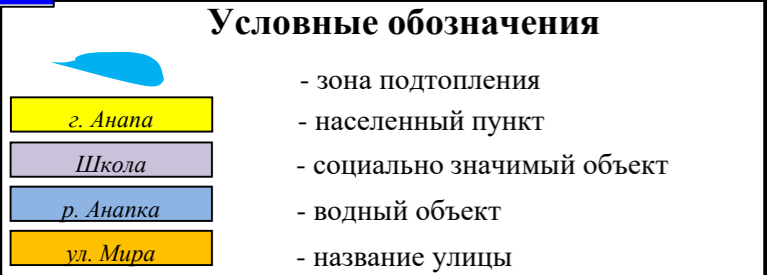 Условные обозначения
- зона подтопления
г. Анапа - населенный пункт
Школа - социально значимый объект
р. Анапка - водный объект
ул. Мира - название улицы